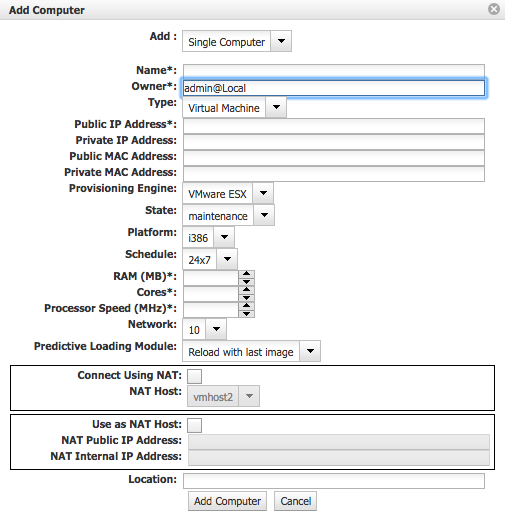 Add Computer
Add : Single Computer
Name*:
Owner*: admin@Local
Type: Virtual Machine
Public IP Address*:
Private IP Address:
Public MAC Address:
Private MAC Address:
Provisioning Engine: VMware ESX
State: maintenance
Platform: i386
Schedule: 24x7
RAM (MB)*:
Cores*:
Processor Speed (MHz)*:
Network: 10
Predictive Loading Module: Reload with last image
Connect Using NAT:
NAT Host: vmhost2
Use as NAT Host:
NAT Public IP Address:
NAT Internal IP Address:
Location:
Add Computer Cancel